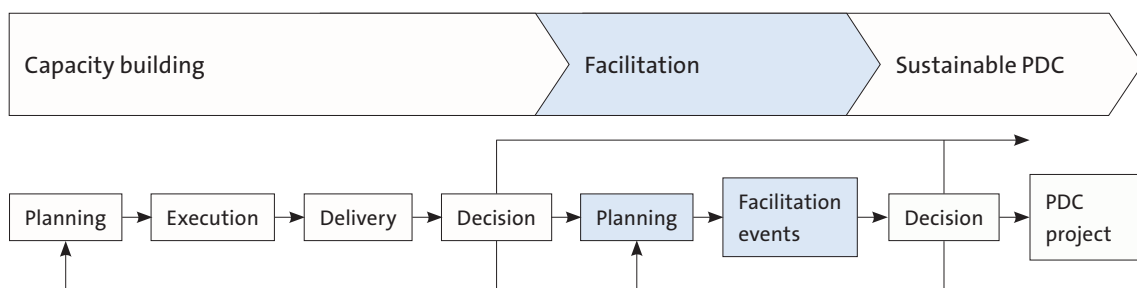 Capacity building
Facilitation
Sustainable PDC
Planning
Execution
Delivery
Decision
Planning
Facilitation
events
Decision
PDC
project